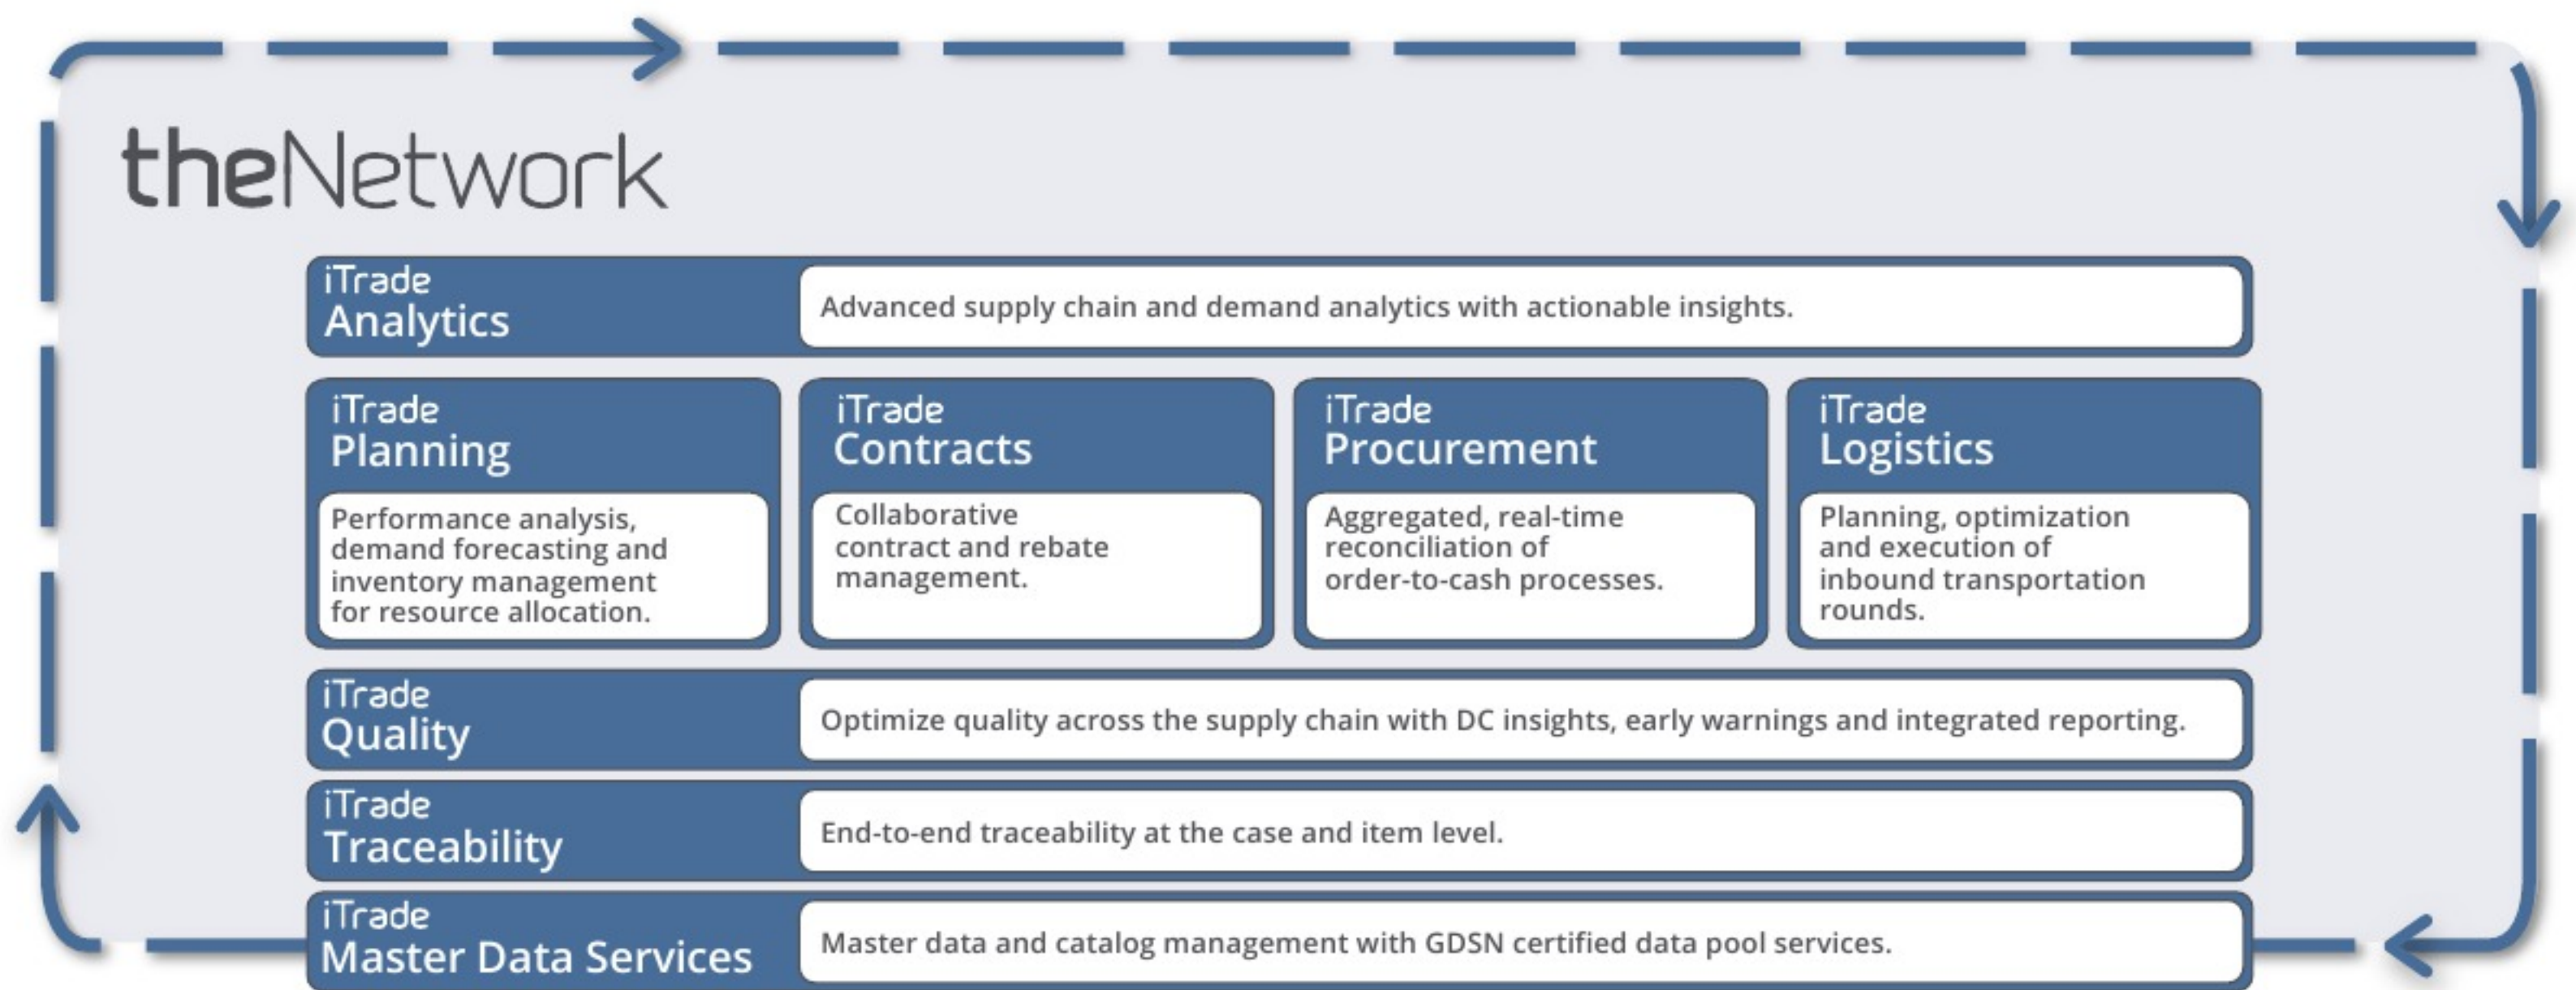 theNetwork
iTrade
Analytics
Advanced supply chain and demand analytics with actionable insights.
iTrade
Planning
Performance analysis,
demand forecasting and
inventory management
for resource allocation.
iTrade
Contracts
Collaborative
contract and rebate
management.
iTrade
Procurement
Aggregated, real-time
reconciliation of
order-to-cash processes.
iTrade
Logistics
Planning, optimization
and execution of
inbound transportation
rounds.
iTrade
Quality
Optimize quality across the supply chain with DC insights, early warnings and integrated reporting.
iTrade
Traceability
End-to-end traceability at the case and item level.
iTrade
Master Data Services
Master data and catalog management with GDSN certified data pool services.